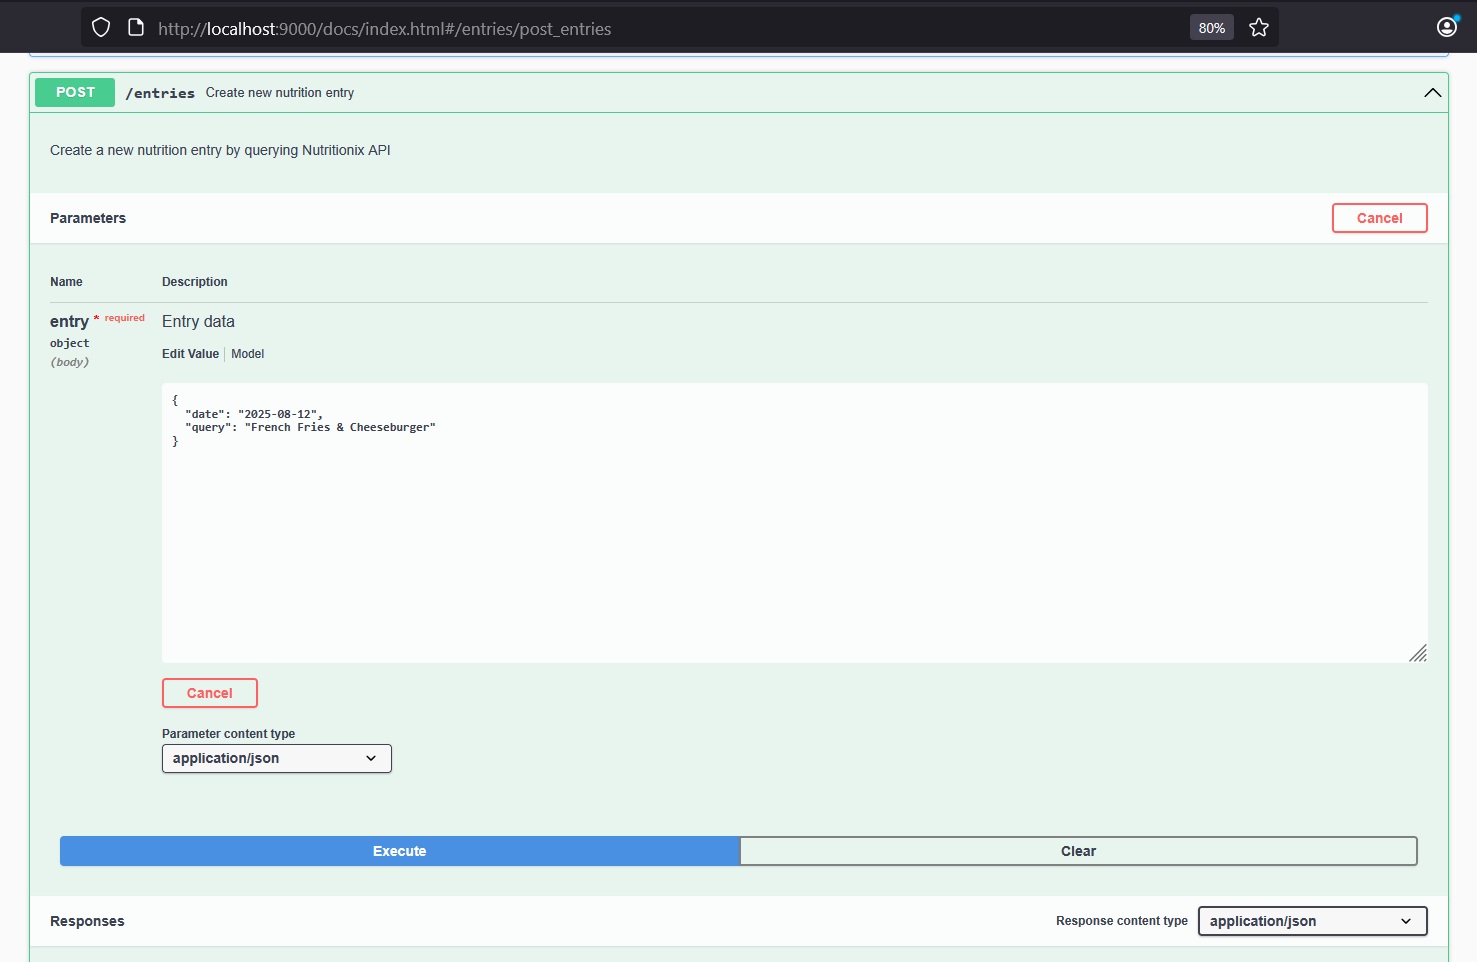 http://localhost:9000/docs/index.html#/entries/post_entries
80%
POST /entries Create new nutrition entry
Create a new nutrition entry by querying Nutritionix API
Parameters
Cancel
Name Description
entry * required
object
(body)
Entry data
Edit Value Model
{
  "date": "2025-08-12",
  "query": "French Fries & Cheeseburger"
}
Cancel
Parameter content type
application/json
Execute
Clear
Responses
Response content type application/json